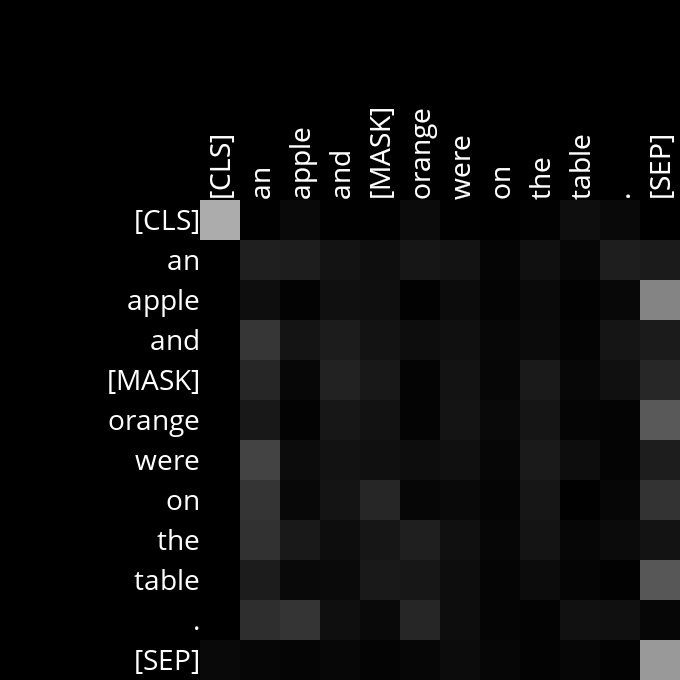 [CLS] an apple and [MASK] orange were on the table . [SEP]
[CLS]
an
apple
and
[MASK]
orange
were
on
the
table
.
[SEP]